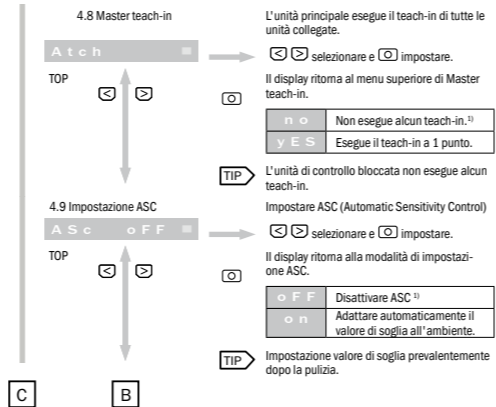 4.8 Master teach-in
L'unità principale esegue il teach-in di tutte le
unità collegate.
Atch
< > selezionare e O impostare.
TOP
< >
O
Il display ritorna al menu superiore di Master
teach-in.
no Non esegue alcun teach-in.¹⁾
yES Esegue il teach-in a 1 punto.
TIP L'unità di controllo bloccata non esegue alcun
teach-in.
4.9 Impostazione ASC
Impostare ASC (Automatic Sensitivity Control)
ASc oFF
< > selezionare e O impostare.
TOP
< >
O
Il display ritorna alla modalità di impostazi-
one ASC.
oFF Disattivare ASC ¹⁾
on Adattare automaticamente il
valore di soglia all'ambiente.
TIP Impostazione valore di soglia prevalentemente
dopo la pulizia.
C B